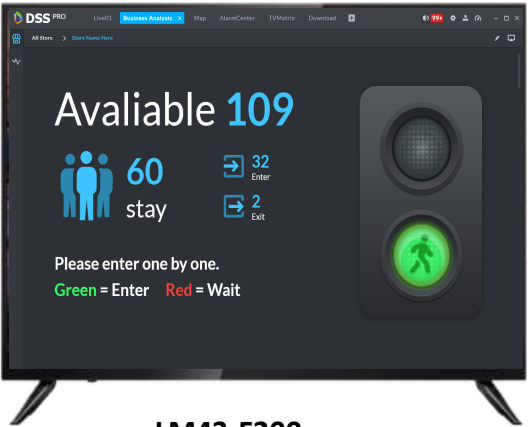 DSS PRO Live01 Business Analysis × Map AlarmCenter TVMatrix Download 99+
All Store > Store Name Here
Avaliable 109
60
stay
32
Enter
2
Exit
Please enter one by one.
Green = Enter Red = Wait